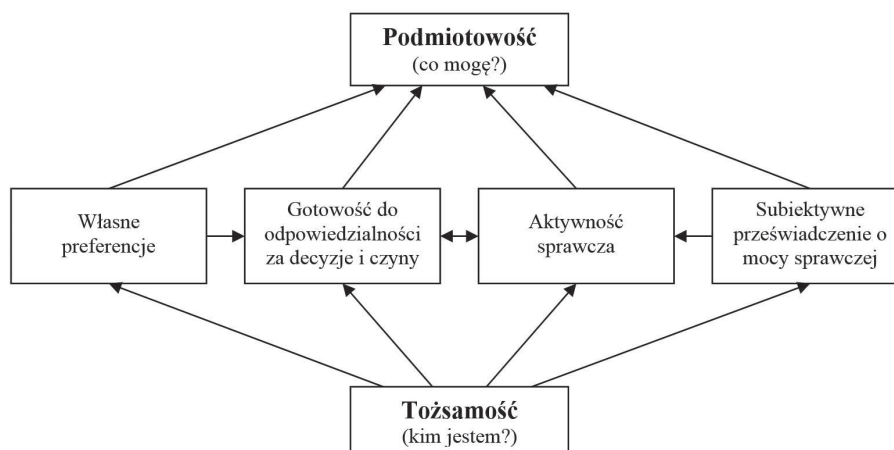 Podmiotowość
(co mogę?)
Własne
preferencje
Gotowość do
odpowiedzialności
za decyzje i czyny
Aktywność
sprawcza
Subiektywne
przeświadczenie o
mocy sprawczej
Tożsamość
(kim jestem?)